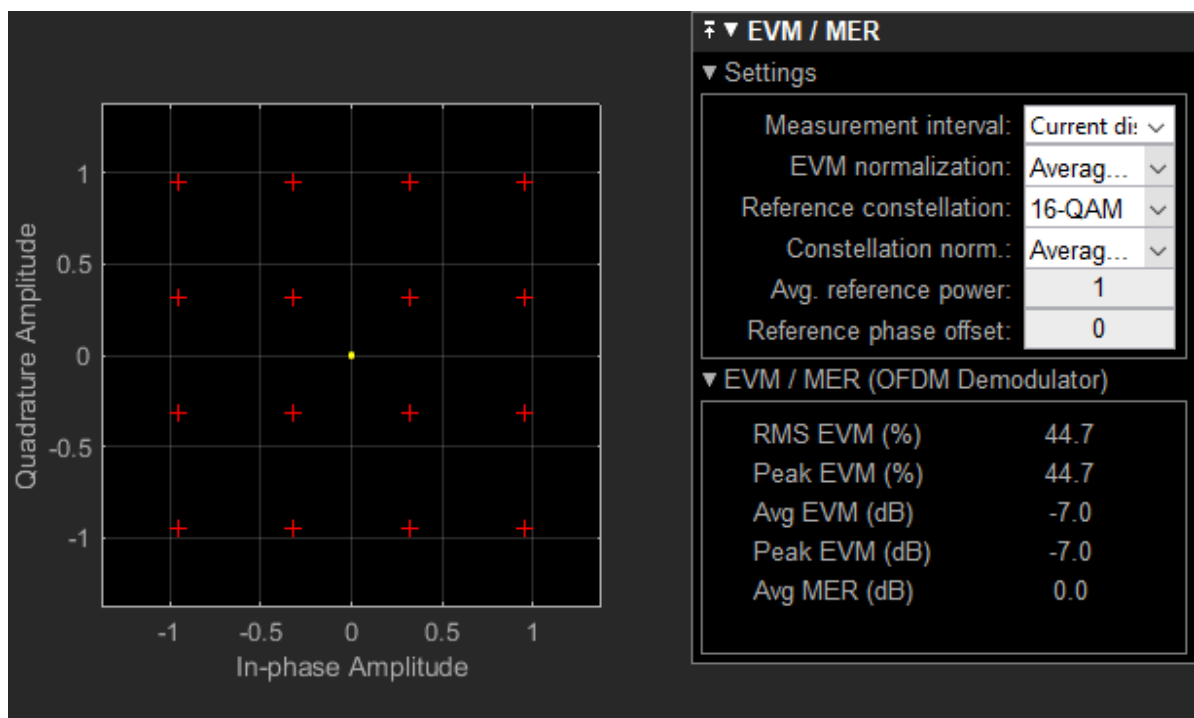 EVM / MER
Settings
Measurement interval: Current di
EVM normalization: Averag...
Reference constellation: 16-QAM
Constellation norm.: Averag...
Avg. reference power: 1
Reference phase offset: 0
EVM / MER (OFDM Demodulator)
RMS EVM (%) 44.7
Peak EVM (%) 44.7
Avg EVM (dB) -7.0
Peak EVM (dB) -7.0
Avg MER (dB) 0.0
Quadrature Amplitude
1
0.5
0
-0.5
-1
-1 -0.5 0 0.5 1
In-phase Amplitude